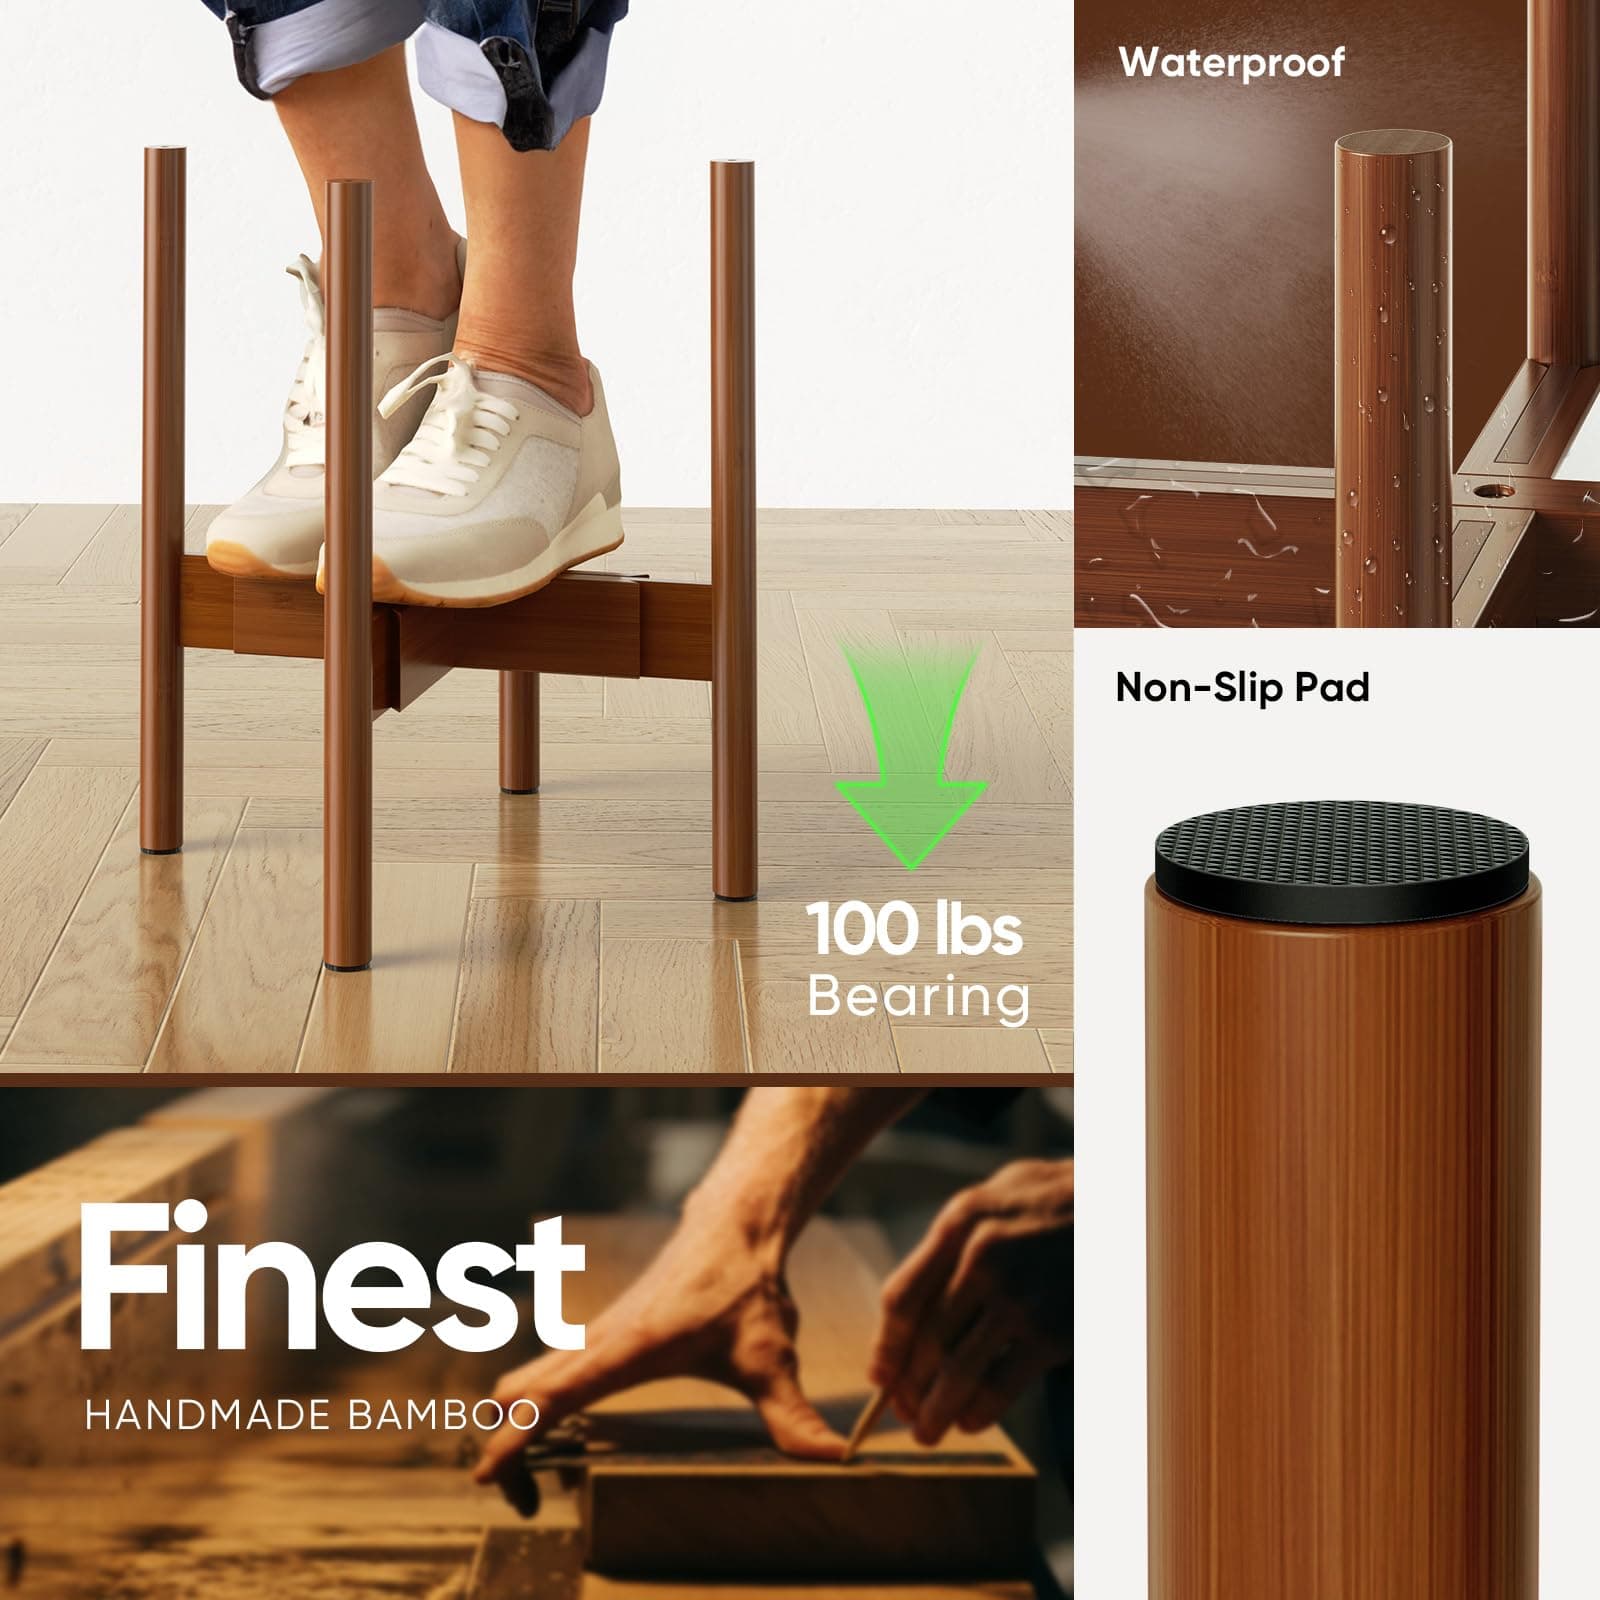 Waterproof
Non-Slip Pad
100 lbs
Bearing
Finest
HANDMADE BAMBOO